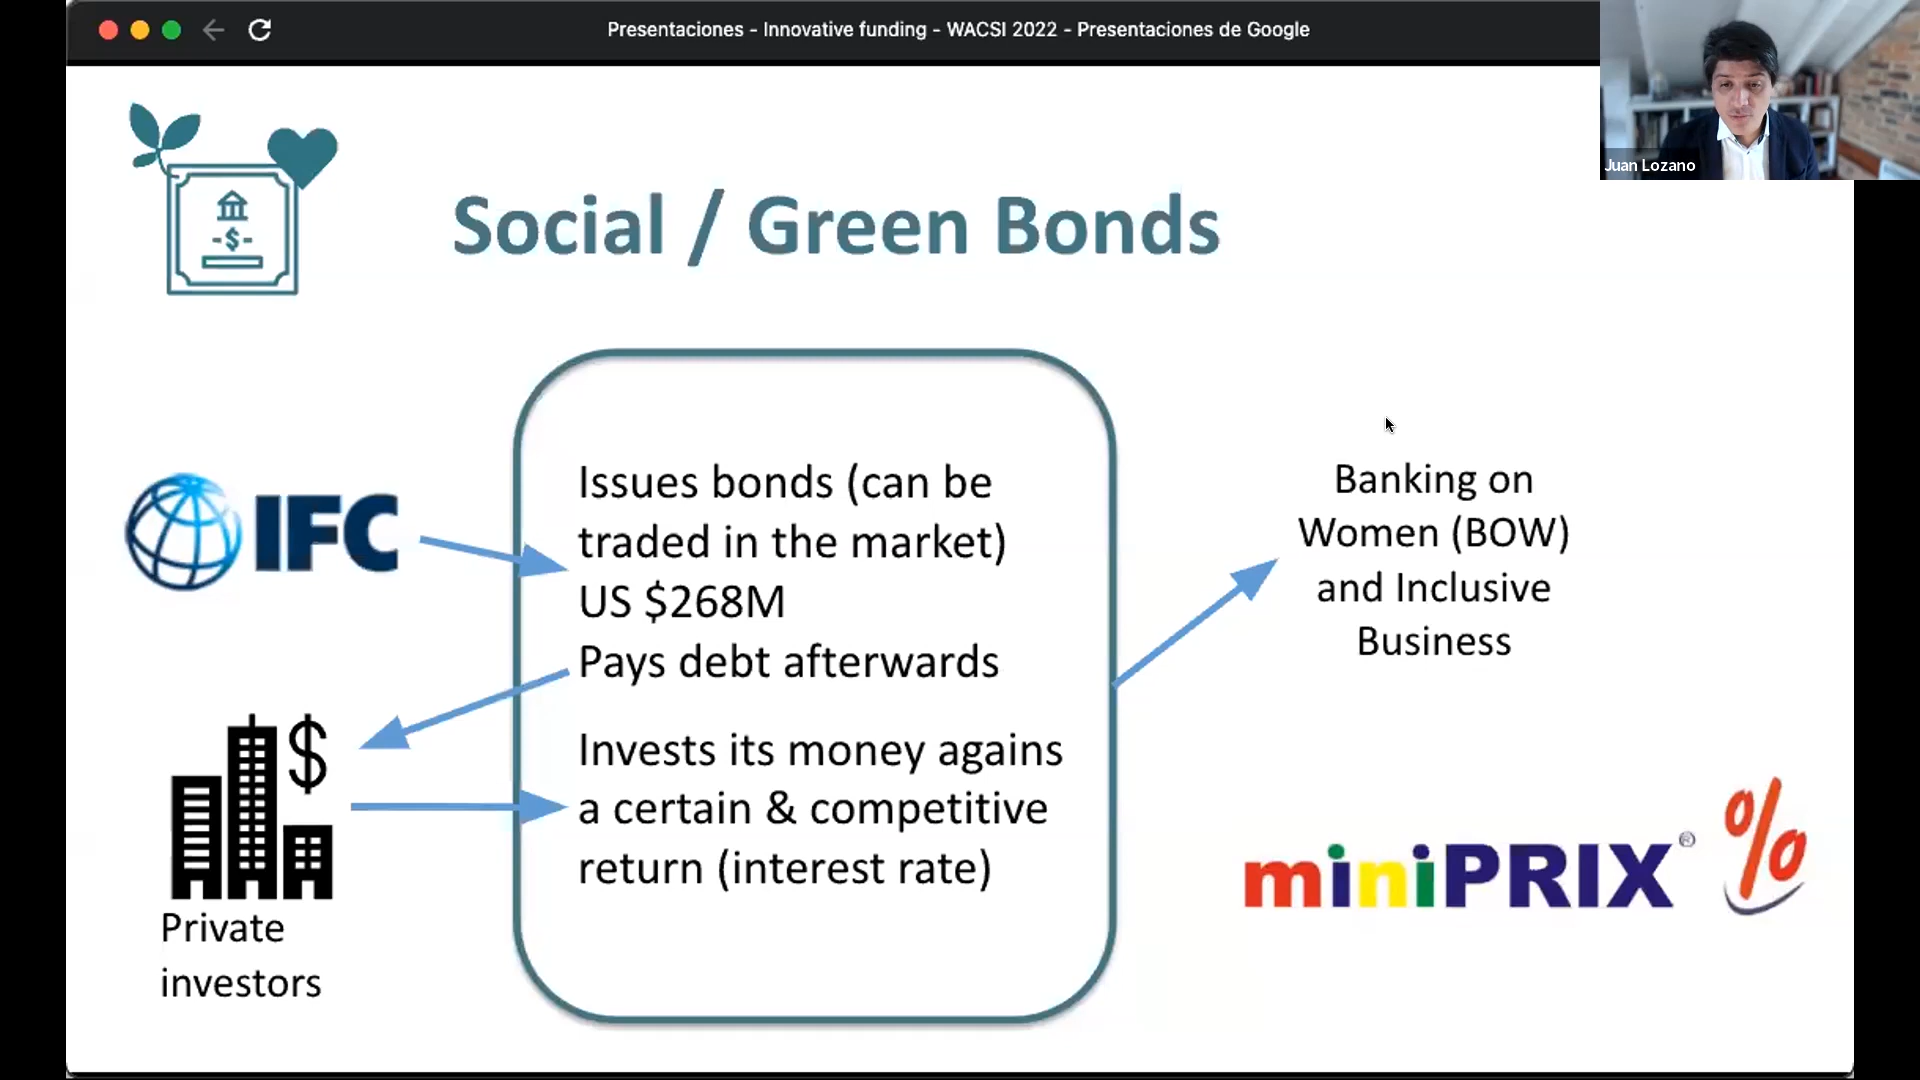 Presentaciones - Innovative funding - WACSI 2022 - Presentaciones de Google
Juan Lozano
-$-
Social / Green Bonds
IFC
Issues bonds (can be
traded in the market)
US $268M
Pays debt afterwards
Invests its money agains
a certain & competitive
return (interest rate)
$
Private
investors
Banking on
Women (BOW)
and Inclusive
Business
miniPRIX® %